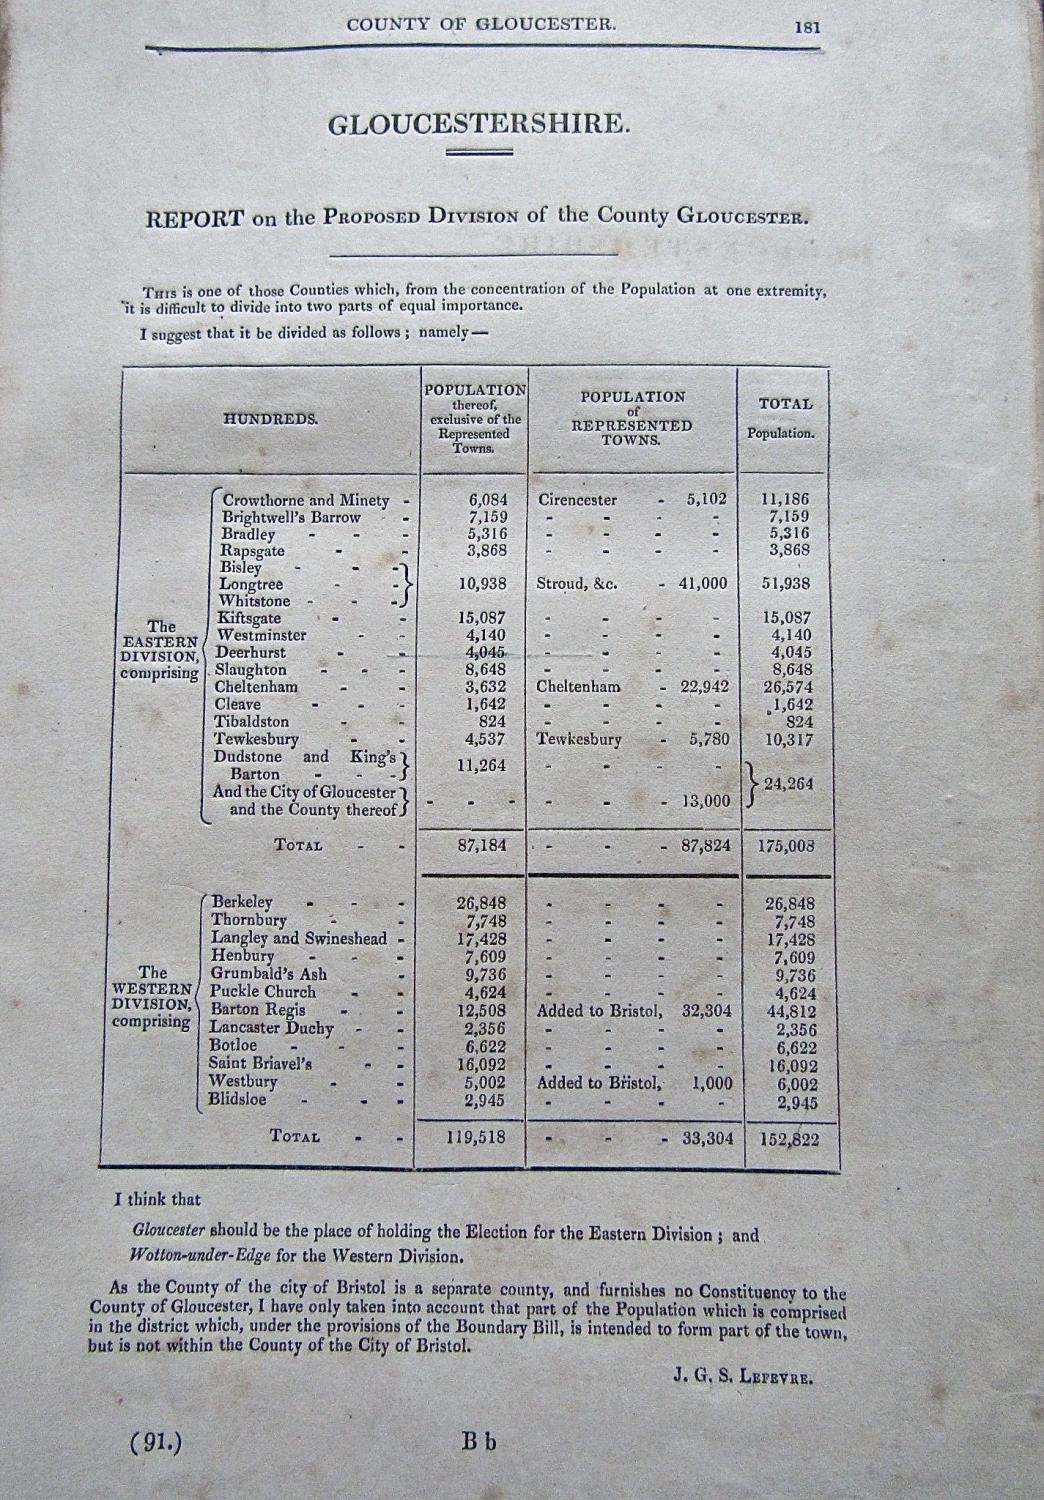 COUNTY OF GLOUCESTER. 181
GLOUCESTERSHIRE.
REPORT on the PROPOSED DIVISION of the County GLOUCESTER.
THIS is one of those Counties which, from the concentration of the Population at one extremity,
it is difficult to divide into two parts of equal importance.
I suggest that it be divided as follows; namely—
HUNDREDS.
POPULATION
thereof,
exclusive of the
Represented
Towns.
POPULATION
of
REPRESENTED
TOWNS.
TOTAL
Population.
The
EASTERN
DIVISION,
comprising
Crowthorne and Minety - 6,084 Cirencester - 5,102 11,186
Brightwell's Barrow - 7,159 - - - - 7,159
Bradley - - - 5,316 - - - - 5,316
Rapsgate - - 3,868 - - - - 3,868
Bisley - - -
Longtree - - 10,938 Stroud, &c. - 41,000 51,938
Whitstone - - -
Kiftsgate - - 15,087 - - - - 15,087
Westminster - - 4,140 - - - - 4,140
Deerhurst - - 4,045 - - - - 4,045
Slaughton - - - 8,648 - - - - 8,648
Cheltenham - - 3,632 Cheltenham - 22,942 26,574
Cleave - - - 1,642 - - - - 1,642
Tibaldston - - 824 - - - - 824
Tewkesbury - - 4,537 Tewkesbury - 5,780 10,317
Dudstone and King's
Barton - - - 11,264 - - - -
24,264
And the City of Gloucester
and the County thereof - - - - - - 13,000
TOTAL - - 87,184 - - - 87,824 175,008
The
WESTERN
DIVISION,
comprising
Berkeley - - - 26,848 - - - - 26,848
Thornbury - - 7,748 - - - - 7,748
Langley and Swineshead - 17,428 - - - - 17,428
Henbury - - - 7,609 - - - - 7,609
Grumbald's Ash - 9,736 - - - - 9,736
Puckle Church - - 4,624 - - - - 4,624
Barton Regis - - 12,508 Added to Bristol, 32,304 44,812
Lancaster Duchy - - 2,356 - - - - 2,356
Botloe - - - 6,622 - - - - 6,622
Saint Briavel's - - 16,092 - - - - 16,092
Westbury - - 5,002 Added to Bristol, 1,000 6,002
Blidsloe - - - 2,945 - - - - 2,945
TOTAL - - 119,518 - - - 33,304 152,822
I think that
Gloucester should be the place of holding the Election for the Eastern Division; and
Wotton-under-Edge for the Western Division.
As the County of the city of Bristol is a separate county, and furnishes no Constituency to the
County of Gloucester, I have only taken into account that part of the Population which is comprised
in the district which, under the provisions of the Boundary Bill, is intended to form part of the town,
but is not within the County of the City of Bristol.
J. G. S. LEFEVRE.
(91.) B b